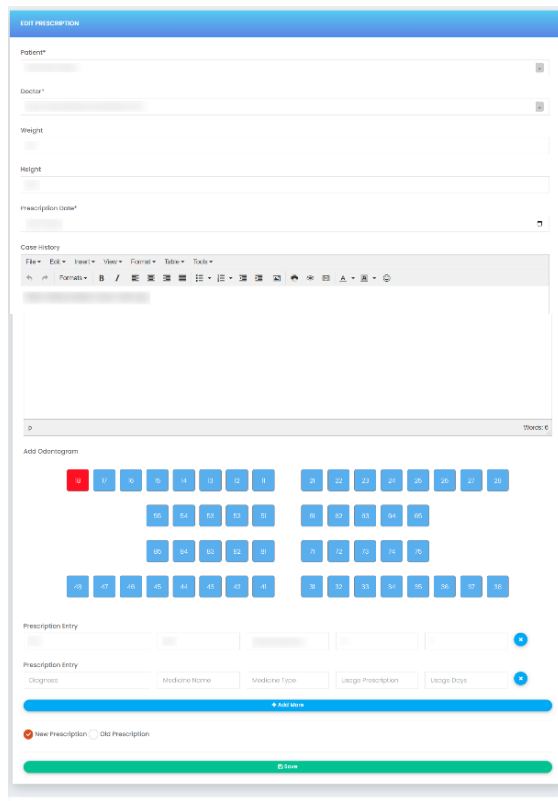 EDIT PRESCRIPTION
Patient*
Doctor*
Weight
Height
Prescription Date*
Case History
File Edit Insert View Format Table Tools
Formats B I A A
p Words: 6
Add Odontogram
18 17 16 15 14 13 12 11 21 22 23 24 25 26 27 28
55 54 53 52 51 61 62 63 64 65
85 84 83 82 81 71 72 73 74 75
48 47 46 45 44 43 42 41 31 32 33 34 35 36 37 38
Prescription Entry
Prescription Entry
Diagnosis Medicine Name Medicine Type Usage Prescription Usage Days
+ Add More
New Prescription Old Prescription
Save